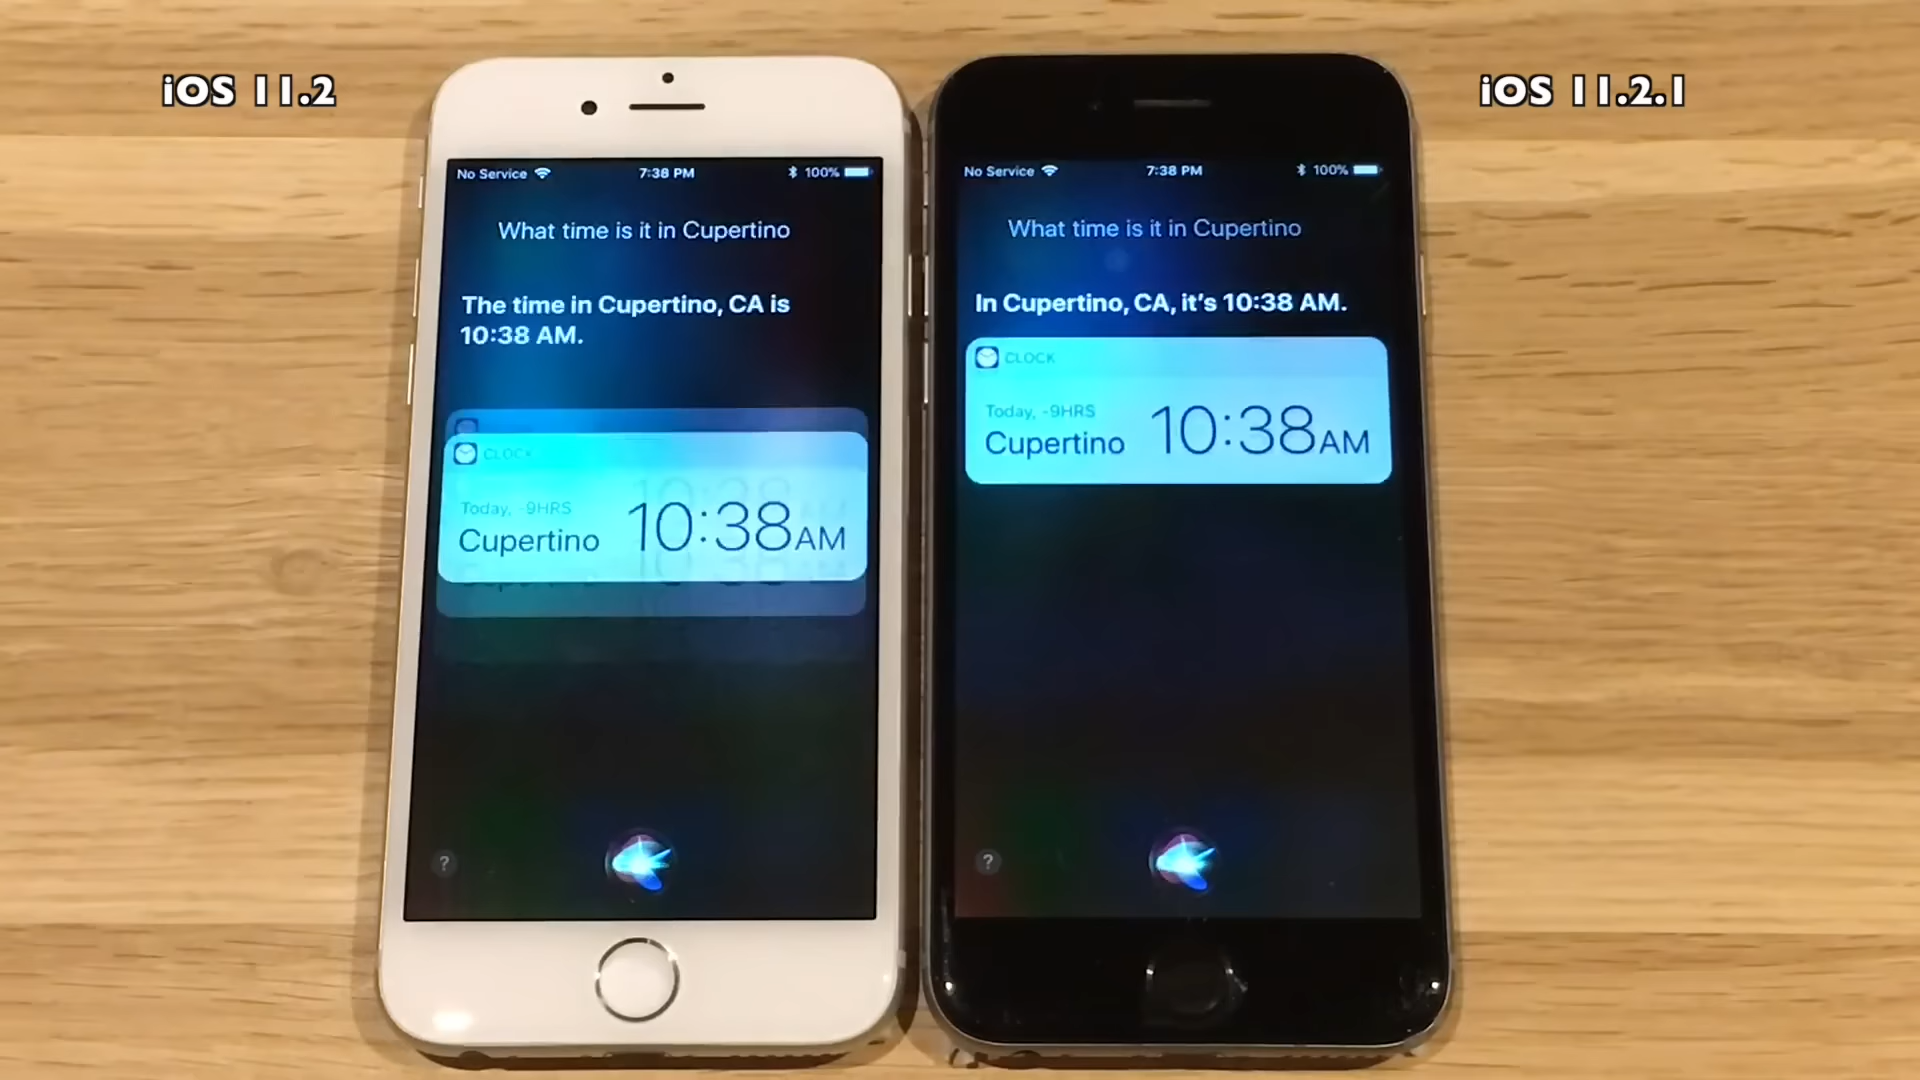 iOS 11.2
No Service 7:38 PM 100%
What time is it in Cupertino
The time in Cupertino, CA is
10:38 AM.
CLOCK
Today, -9HRS
Cupertino 10:38AM
?
iOS 11.2.1
No Service 7:38 PM 100%
What time is it in Cupertino
In Cupertino, CA, it's 10:38 AM.
CLOCK
Today, -9HRS
Cupertino 10:38AM
?